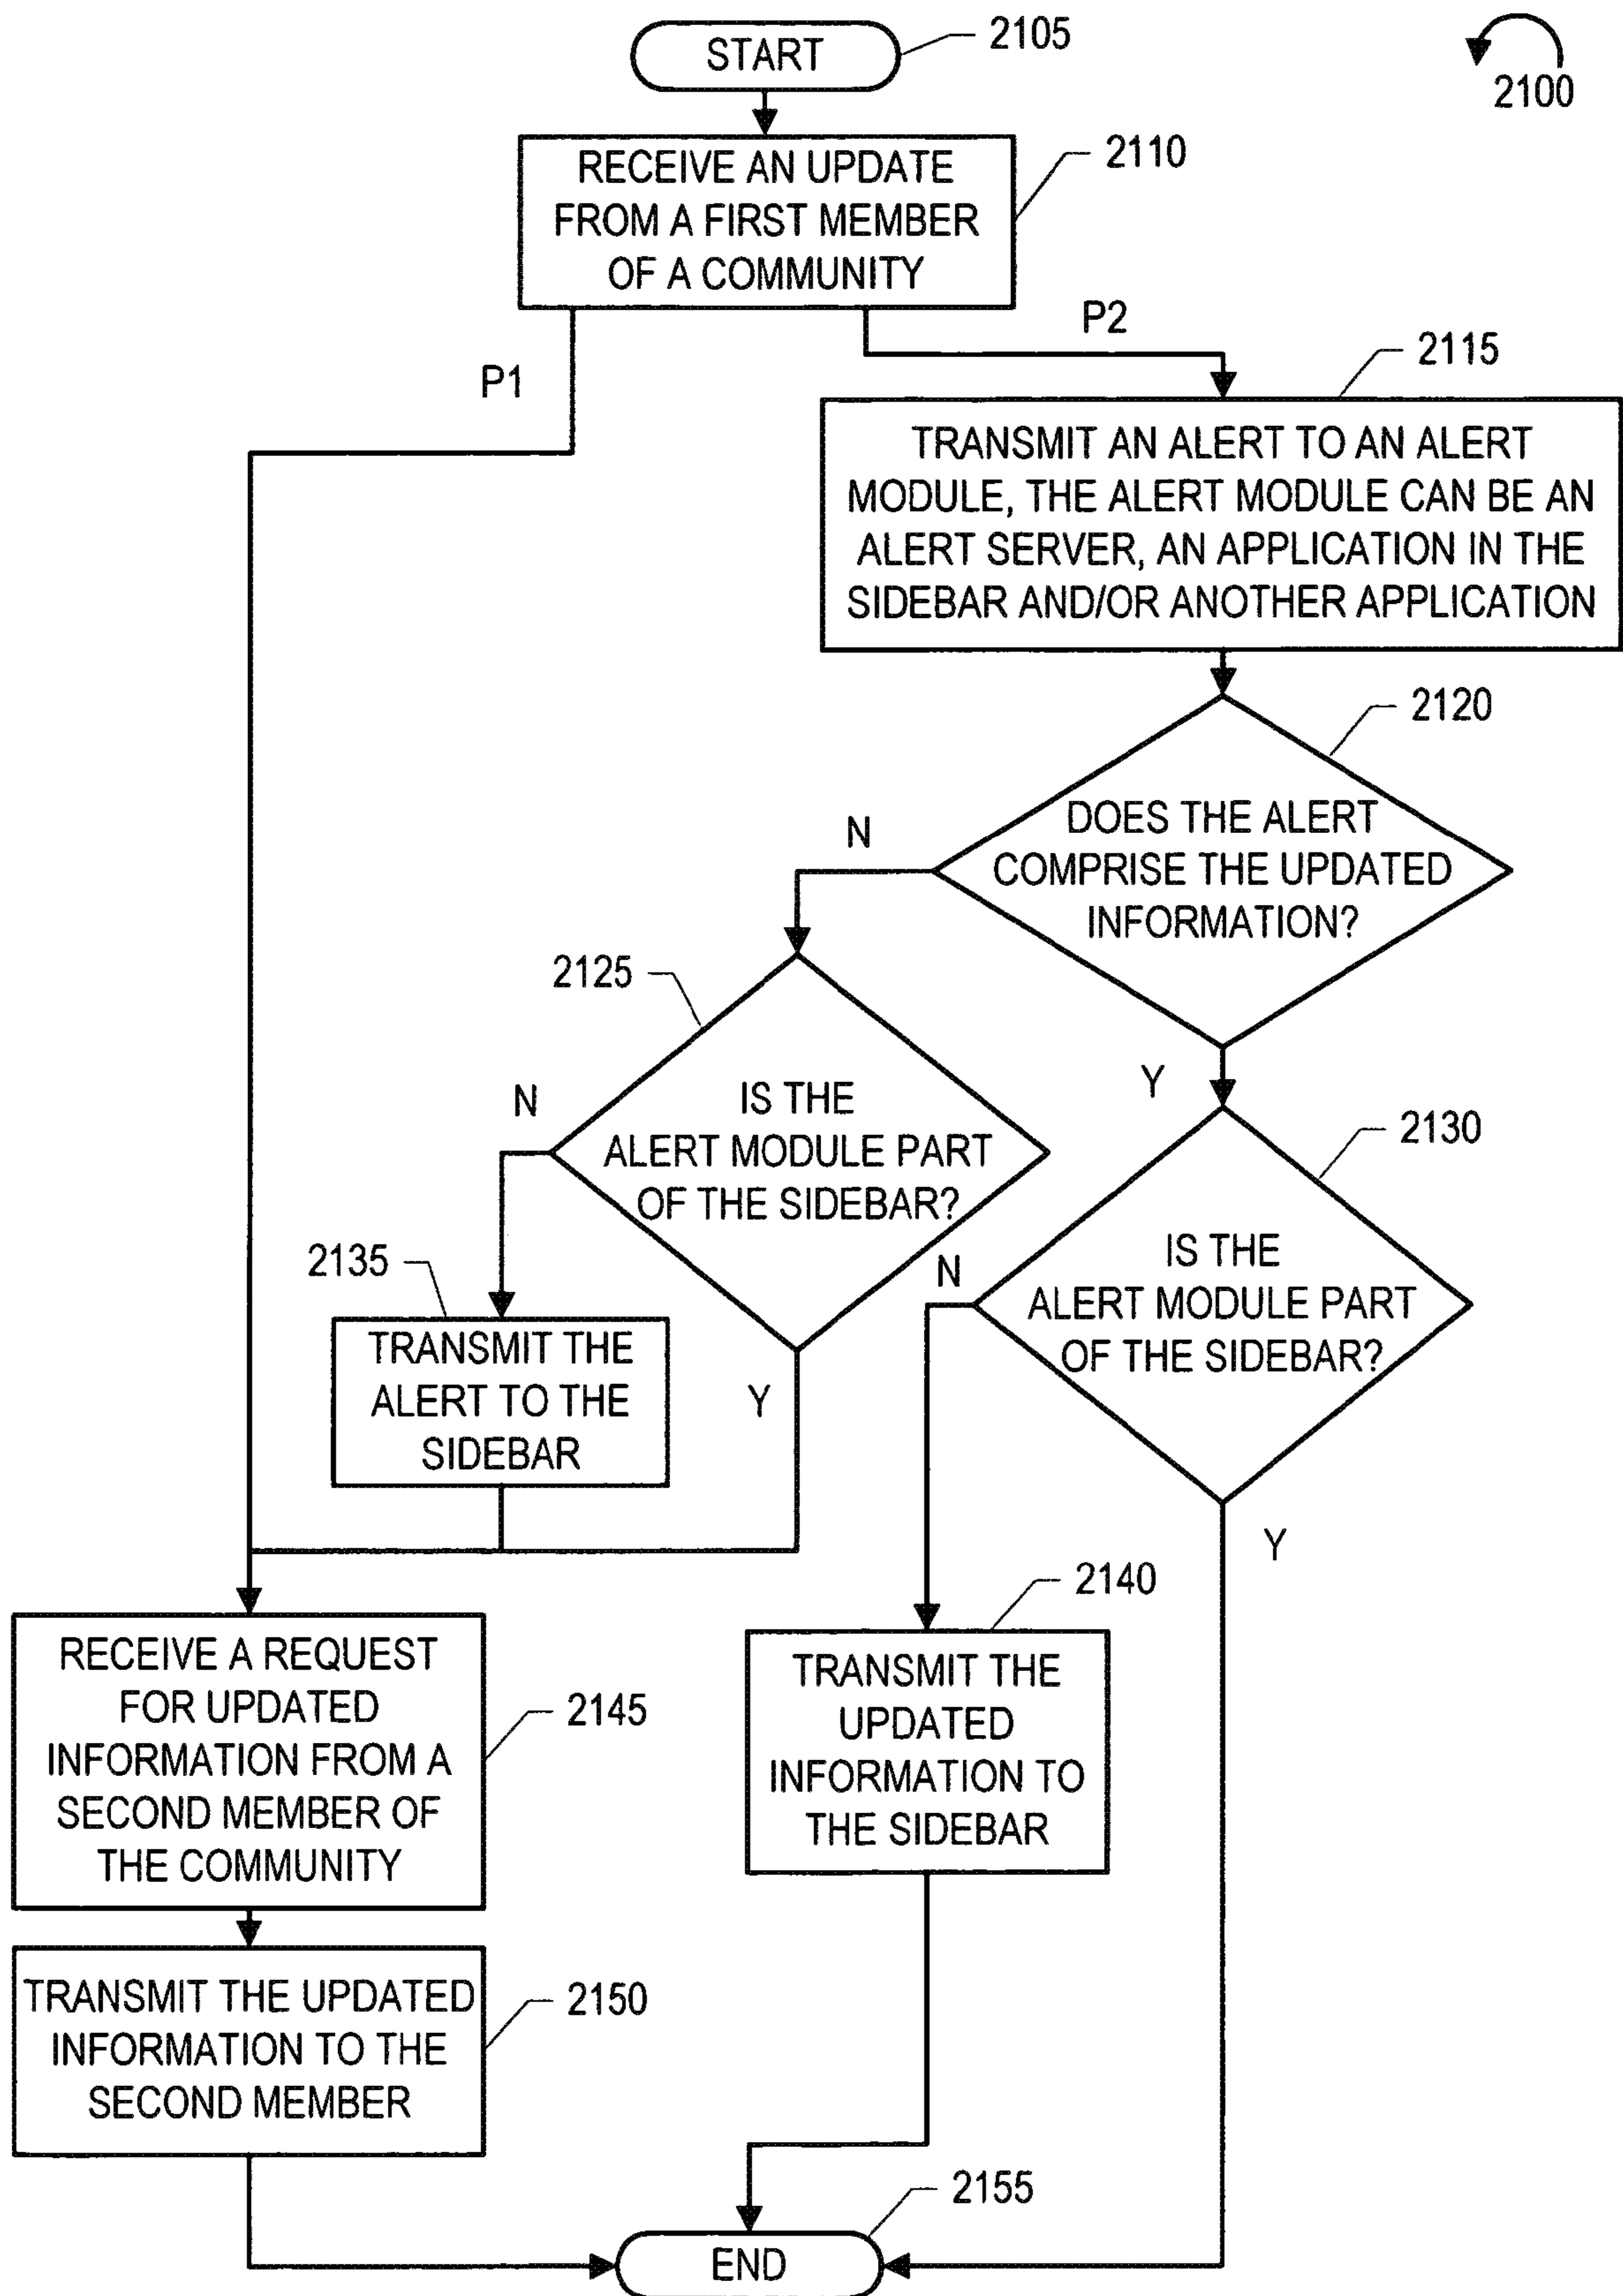 START
2105
2100
RECEIVE AN UPDATE
FROM A FIRST MEMBER
OF A COMMUNITY
2110
P1
P2
2115
TRANSMIT AN ALERT TO AN ALERT
MODULE, THE ALERT MODULE CAN BE AN
ALERT SERVER, AN APPLICATION IN THE
SIDEBAR AND/OR ANOTHER APPLICATION
2120
DOES THE ALERT
COMPRISE THE UPDATED
INFORMATION?
N
Y
2125
IS THE
ALERT MODULE PART
OF THE SIDEBAR?
N
Y
2130
IS THE
ALERT MODULE PART
OF THE SIDEBAR?
N
Y
2135
TRANSMIT THE
ALERT TO THE
SIDEBAR
2140
TRANSMIT THE
UPDATED
INFORMATION TO
THE SIDEBAR
RECEIVE A REQUEST
FOR UPDATED
INFORMATION FROM A
SECOND MEMBER OF
THE COMMUNITY
2145
TRANSMIT THE UPDATED
INFORMATION TO THE
SECOND MEMBER
2150
2155
END